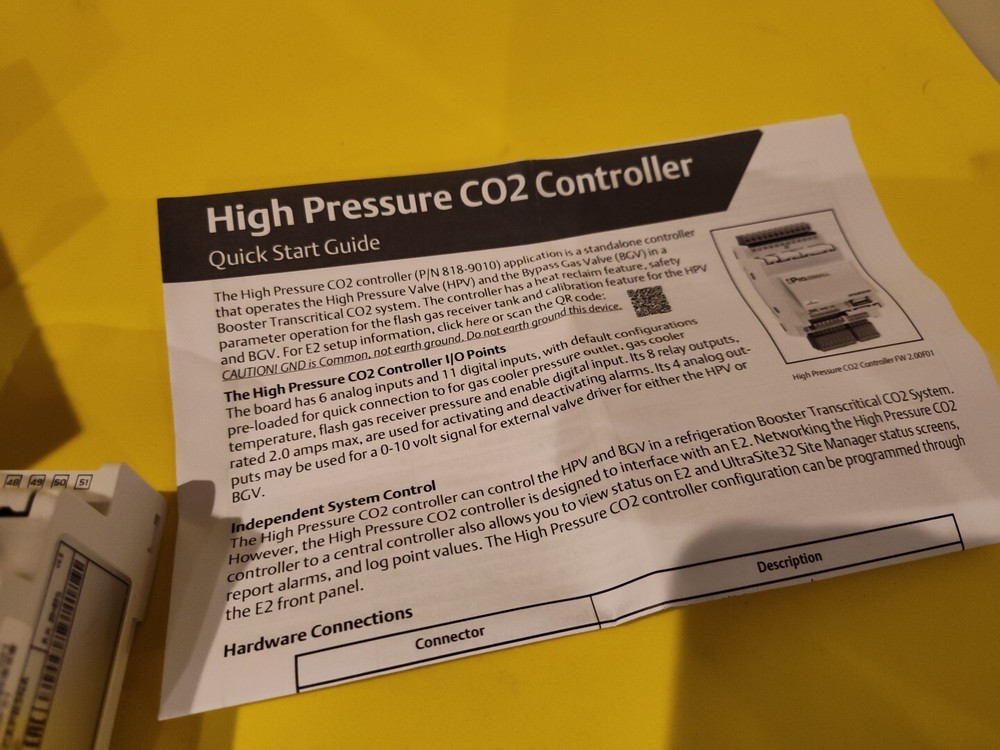 High Pressure CO2 Controller
Quick Start Guide
The High Pressure CO2 controller (P/N 818-9010) application is a standalone controller
that operates the High Pressure Valve (HPV) and the Bypass Gas Valve (BGV) in a
Booster Transcritical CO2 system. The controller has a heat reclaim feature, safety
parameter operation for the flash gas receiver tank and calibration feature for the HPV
and BGV. For E2 setup information, click here or scan the QR code:
CAUTION! GND is Common, not earth ground. Do not earth ground this device.
The High Pressure CO2 Controller I/O Points
The board has 6 analog inputs and 11 digital inputs, with default configurations
pre-loaded for quick connection to gas cooler pressure outlet, gas cooler
temperature, flash gas receiver pressure and enable digital input. Its 8 relay outputs,
rated 2.0 amps max, are used for activating and deactivating alarms. Its 4 analog out-
puts may be used for a 0-10 volt signal for external valve driver for either the HPV or
BGV.
High Pressure CO2 Controller FW 2.00F01
Independent System Control
The High Pressure CO2 controller can control the HPV and BGV in a refrigeration Booster Transcritical CO2 System.
However, the High Pressure CO2 controller is designed to interface with an E2. Networking the High Pressure CO2
controller to a central controller also allows you to view status on E2 and UltraSite32 Site Manager status screens,
report alarms, and log point values. The High Pressure CO2 controller configuration can be programmed through
the E2 front panel.
Hardware Connections
Connector
Description
48 49 50 51